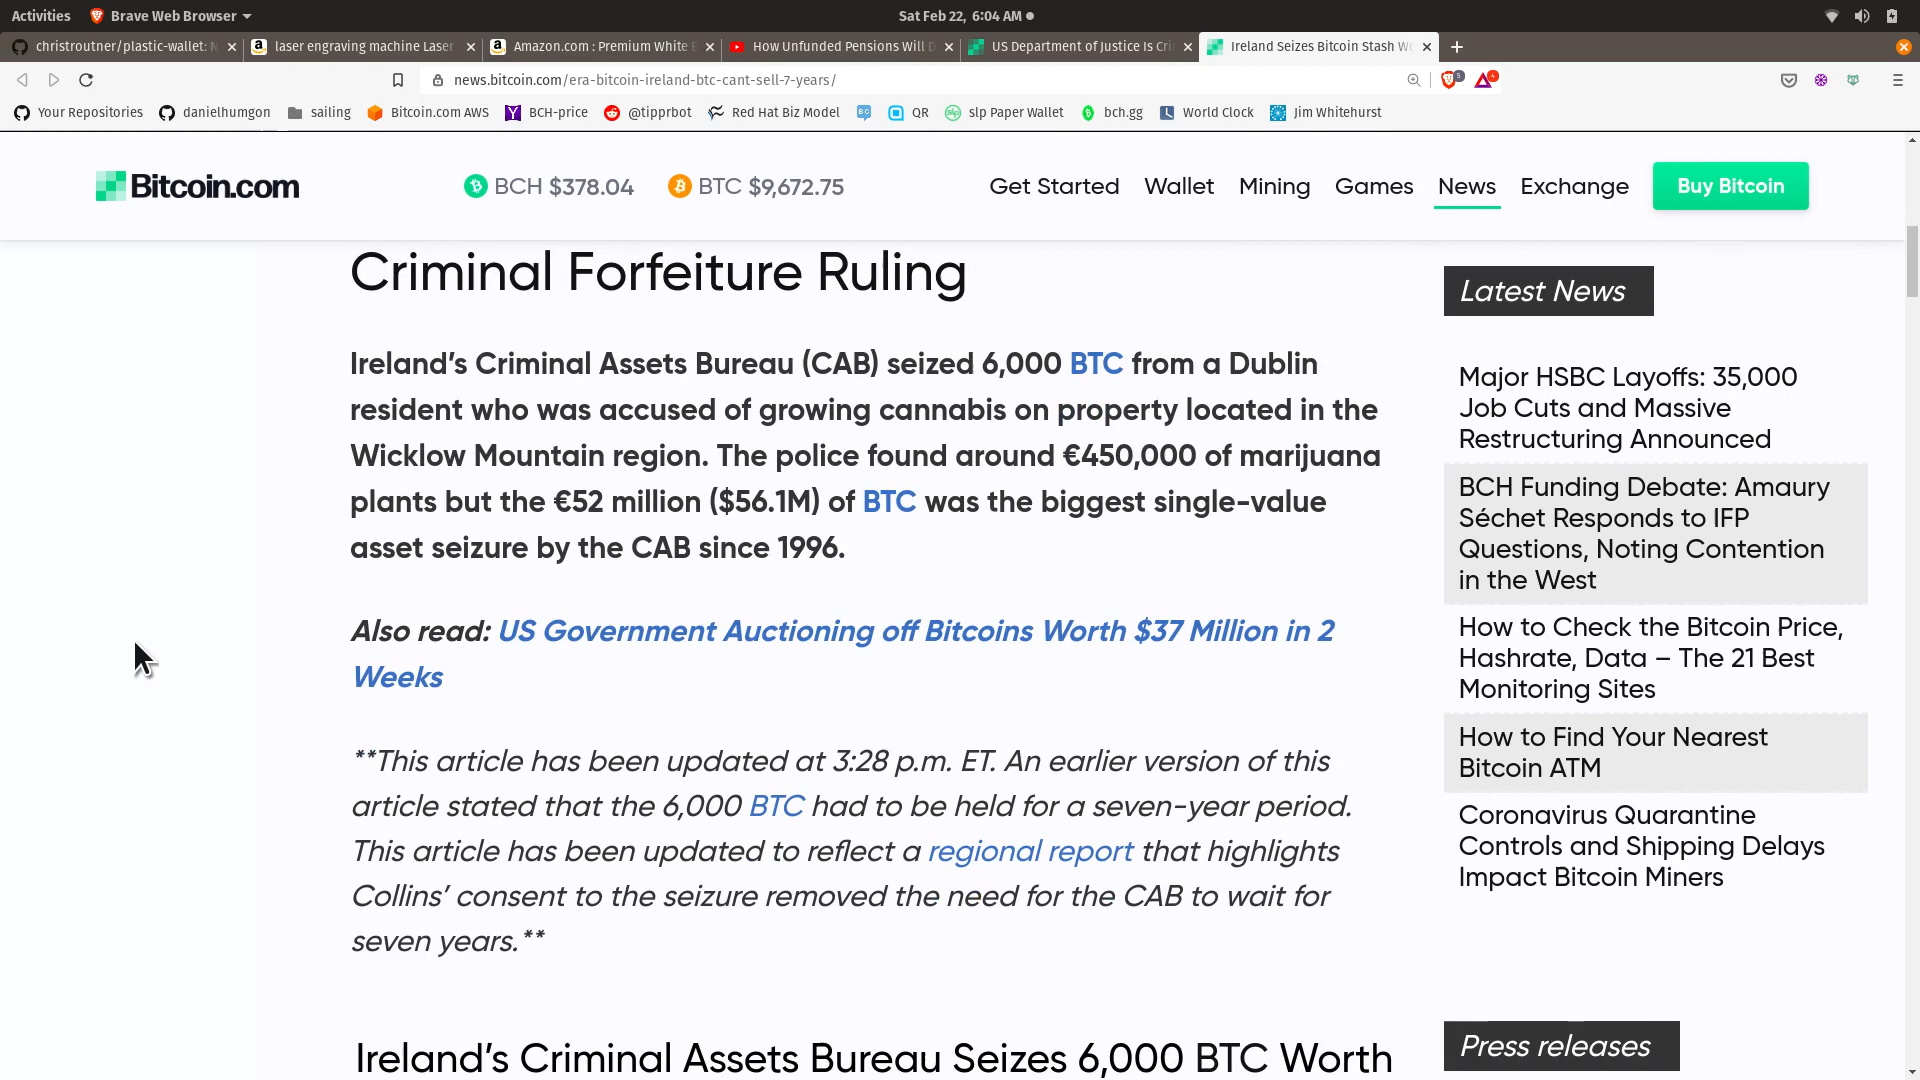 Activities
Brave Web Browser
Sat Feb 22, 6:04 AM
christroutner/plastic-wallet: N
laser engraving machine Laser
Amazon.com : Premium White
How Unfunded Pensions Will D
US Department of Justice Is Cri
Ireland Seizes Bitcoin Stash Wo
news.bitcoin.com/era-bitcoin-ireland-btc-cant-sell-7-years/
5
4
Your Repositories
danielhumgon
sailing
Bitcoin.com AWS
BCH-price
@tipprbot
Red Hat Biz Model
QR
slp Paper Wallet
bch.gg
World Clock
Jim Whitehurst
Bitcoin.com
BCH $378.04
BTC $9,672.75
Get Started
Wallet
Mining
Games
News
Exchange
Buy Bitcoin
Criminal Forfeiture Ruling
Ireland’s Criminal Assets Bureau (CAB) seized 6,000 BTC from a Dublin
resident who was accused of growing cannabis on property located in the
Wicklow Mountain region. The police found around €450,000 of marijuana
plants but the €52 million ($56.1M) of BTC was the biggest single-value
asset seizure by the CAB since 1996.
Also read: US Government Auctioning off Bitcoins Worth $37 Million in 2
Weeks
**This article has been updated at 3:28 p.m. ET. An earlier version of this
article stated that the 6,000 BTC had to be held for a seven-year period.
This article has been updated to reflect a regional report that highlights
Collins’ consent to the seizure removed the need for the CAB to wait for
seven years.**
Ireland’s Criminal Assets Bureau Seizes 6,000 BTC Worth
Latest News
Major HSBC Layoffs: 35,000
Job Cuts and Massive
Restructuring Announced
BCH Funding Debate: Amaury
Séchet Responds to IFP
Questions, Noting Contention
in the West
How to Check the Bitcoin Price,
Hashrate, Data – The 21 Best
Monitoring Sites
How to Find Your Nearest
Bitcoin ATM
Coronavirus Quarantine
Controls and Shipping Delays
Impact Bitcoin Miners
Press releases